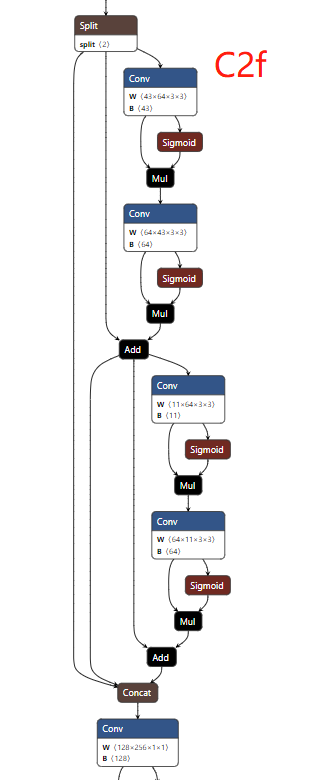 Split
split ⟨2⟩
C2f
Conv
W ⟨43×64×3×3⟩
B ⟨43⟩
Sigmoid
Mul
Conv
W ⟨64×43×3×3⟩
B ⟨64⟩
Sigmoid
Mul
Add
Conv
W ⟨11×64×3×3⟩
B ⟨11⟩
Sigmoid
Mul
Conv
W ⟨64×11×3×3⟩
B ⟨64⟩
Sigmoid
Mul
Add
Concat
Conv
W ⟨128×256×1×1⟩
B ⟨128⟩